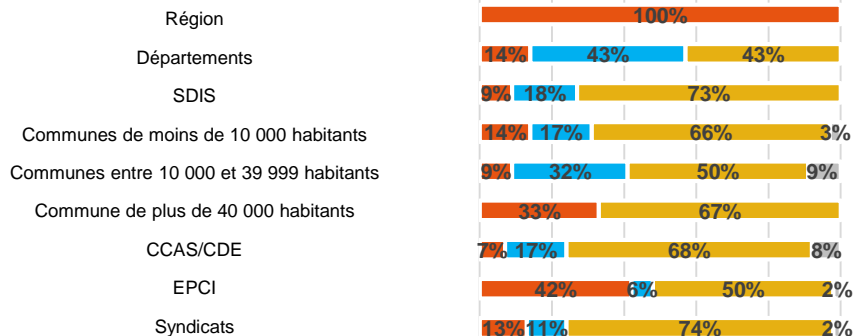 Région 100%
Départements 14% 43% 43%
SDIS 9% 18% 73%
Communes de moins de 10 000 habitants 14% 17% 66% 3%
Communes entre 10 000 et 39 999 habitants 9% 32% 50% 9%
Commune de plus de 40 000 habitants 33% 67%
CCAS/CDE 7% 17% 68% 8%
EPCI 42% 6% 50% 2%
Syndicats 13% 11% 74% 2%